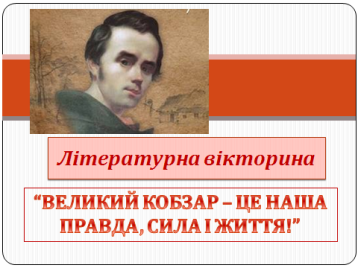 Літературна вікторина
“ВЕЛИКИЙ КОБЗАР – ЦЕ НАША
ПРАВДА, СИЛА І ЖИТТЯ!”